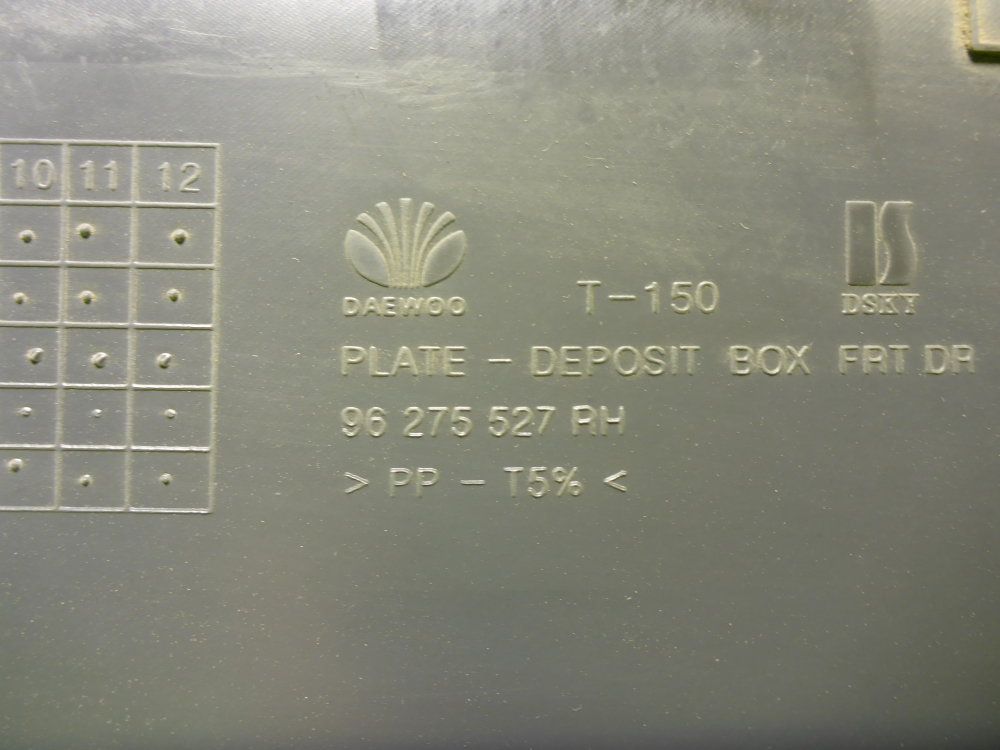 10 11 12
DAEWOO
T-150
DSKY
PLATE - DEPOSIT BOX FRT DR
96 275 527 RH
> PP - T5% <